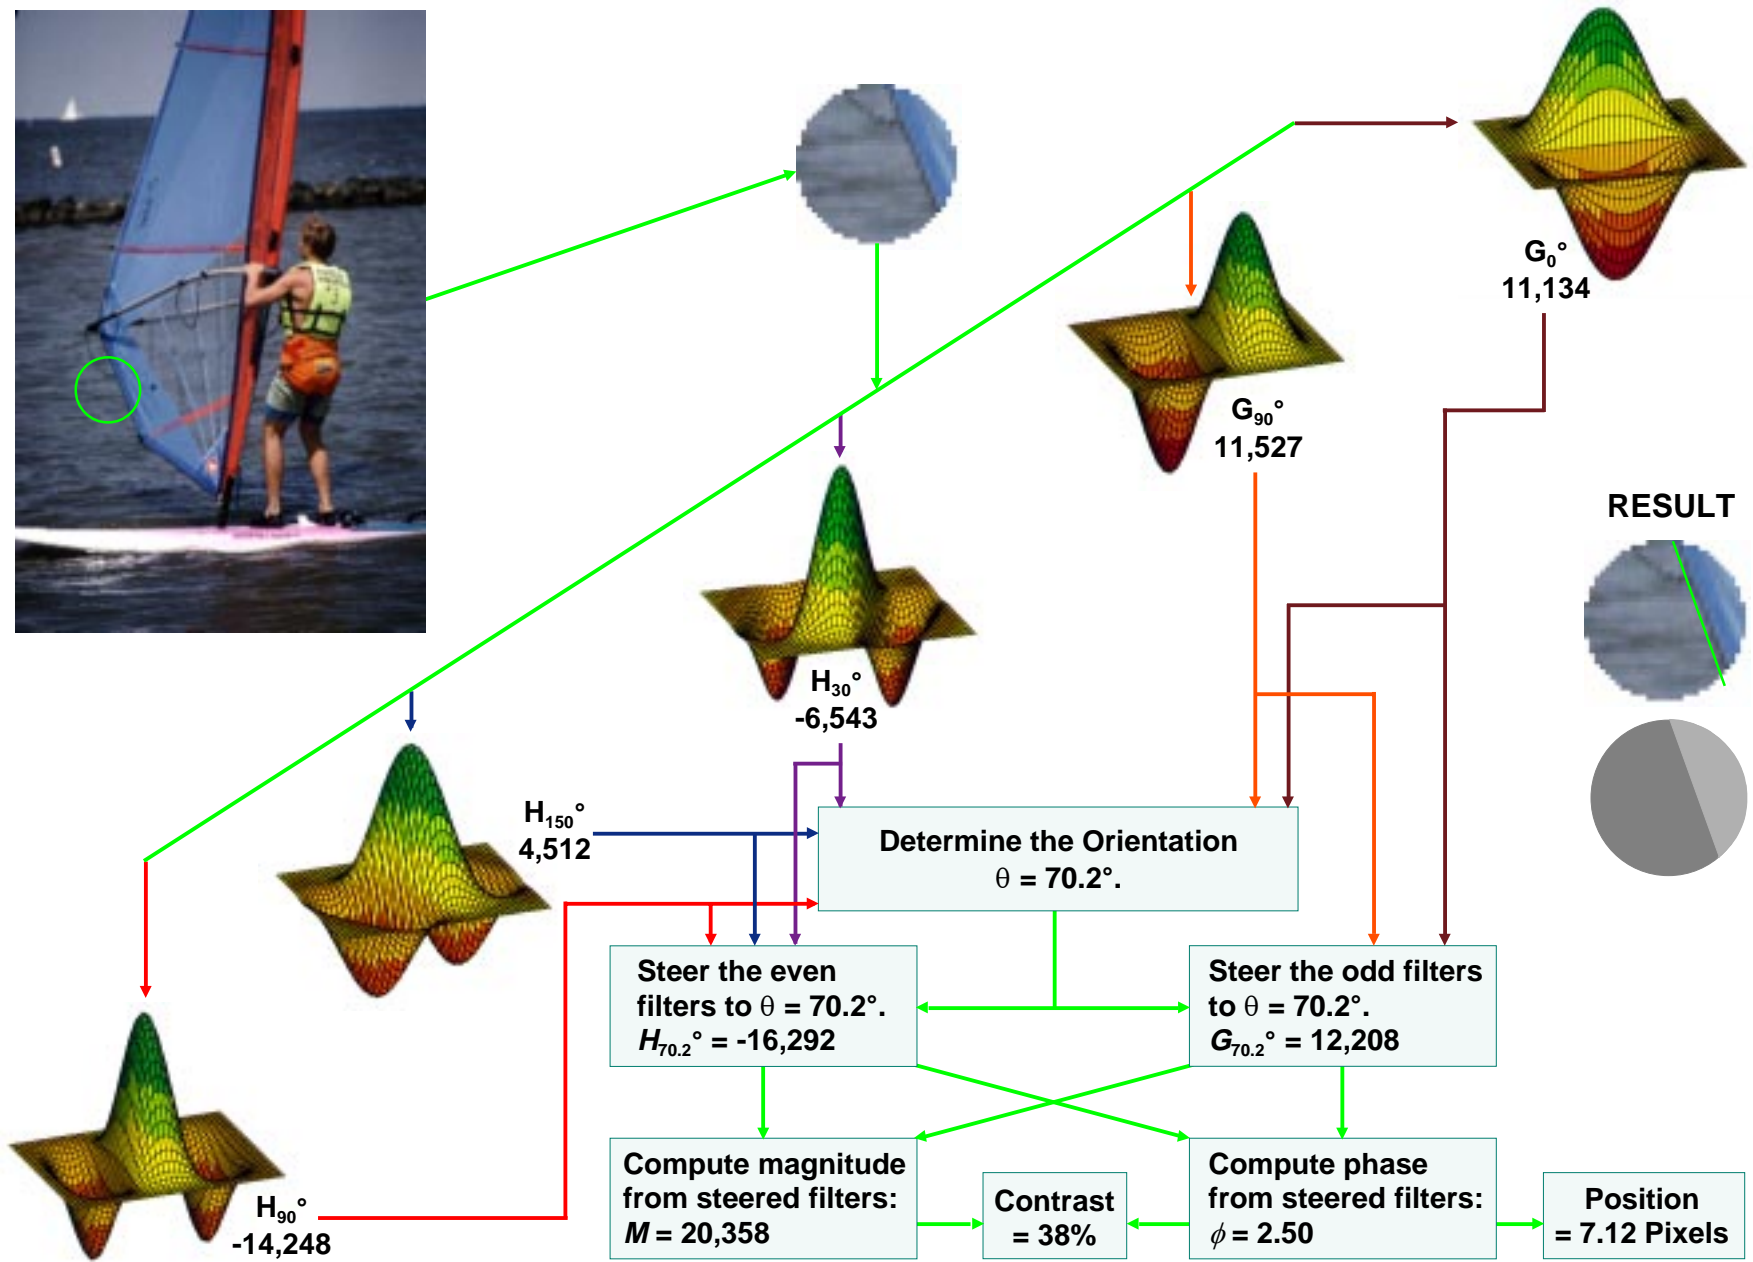 G0°
11,134
G90°
11,527
RESULT
H30°
-6,543
H150°
4,512
Determine the Orientation
θ = 70.2°.
Steer the even
filters to θ = 70.2°.
H70.2° = -16,292
Steer the odd filters
to θ = 70.2°.
G70.2° = 12,208
H90°
-14,248
Compute magnitude
from steered filters:
M = 20,358
Contrast
= 38%
Compute phase
from steered filters:
ϕ = 2.50
Position
= 7.12 Pixels